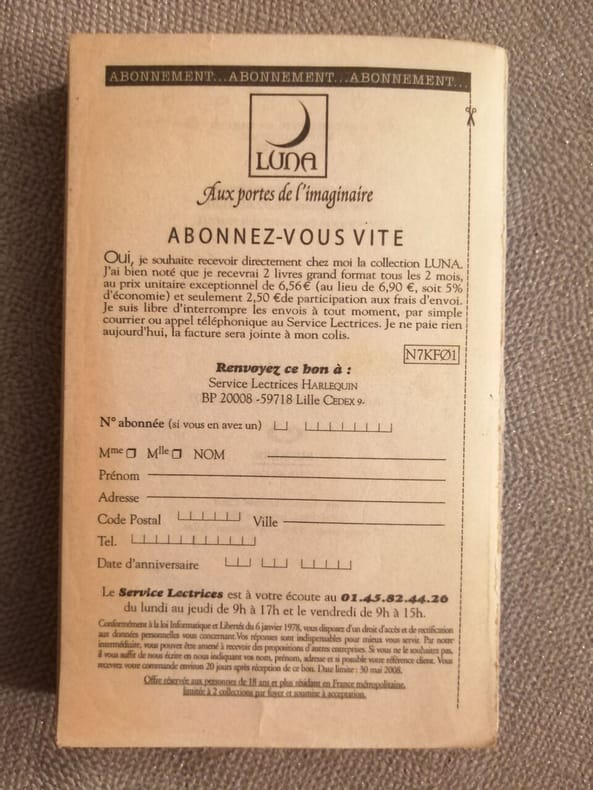 ABONNEMENT...ABONNEMENT...ABONNEMENT...
LUNA
Aux portes de l'imaginaire
ABONNEZ-VOUS VITE
Oui, je souhaite recevoir directement chez moi la collection LUNA.
J'ai bien noté que je recevrai 2 livres grand format tous les 2 mois,
au prix unitaire exceptionnel de 6,56€ (au lieu de 6,90 €, soit 5%
d'économie) et seulement 2,50 €de participation aux frais d'envoi.
Je suis libre d'interrompre les envois à tout moment, par simple
courrier ou appel téléphonique au Service Lectrices. Je ne paie rien
aujourd'hui, la facture sera jointe à mon colis.
N7KFØ1
Renvoyez ce bon à :
Service Lectrices HARLEQUIN
BP 20008 -59718 Lille CEDEX 9-
N° abonnée (si vous en avez un)
Mme Mlle NOM
Prénom
Adresse
Code Postal Ville
Tel.
Date d'anniversaire
Le Service Lectrices est à votre écoute au 01.45.82.44.26
du lundi au jeudi de 9h à 17h et le vendredi de 9h à 15h.
Conformément à la loi Informatique et Libertés du 6 janvier 1978, vous disposez d'un droit d'accès et de rectification
aux données personnelles vous concernant. Vos réponses sont indispensables pour mieux vous servir. Par notre
intermédiaire, vous pouvez être amené à recevoir des propositions d'autres entreprises. Si vous ne le souhaitez pas,
il vous suffit de nous écrire en nous indiquant vos nom, prénom, adresse et si possible votre référence client. Vous
recevrez votre commande environ 20 jours après réception de ce bon. Date limite : 30 mai 2008.
Offre réservée aux personnes de 18 ans et plus résidant en France métropolitaine,
limitée à 2 collections par foyer et soumise à acceptation.